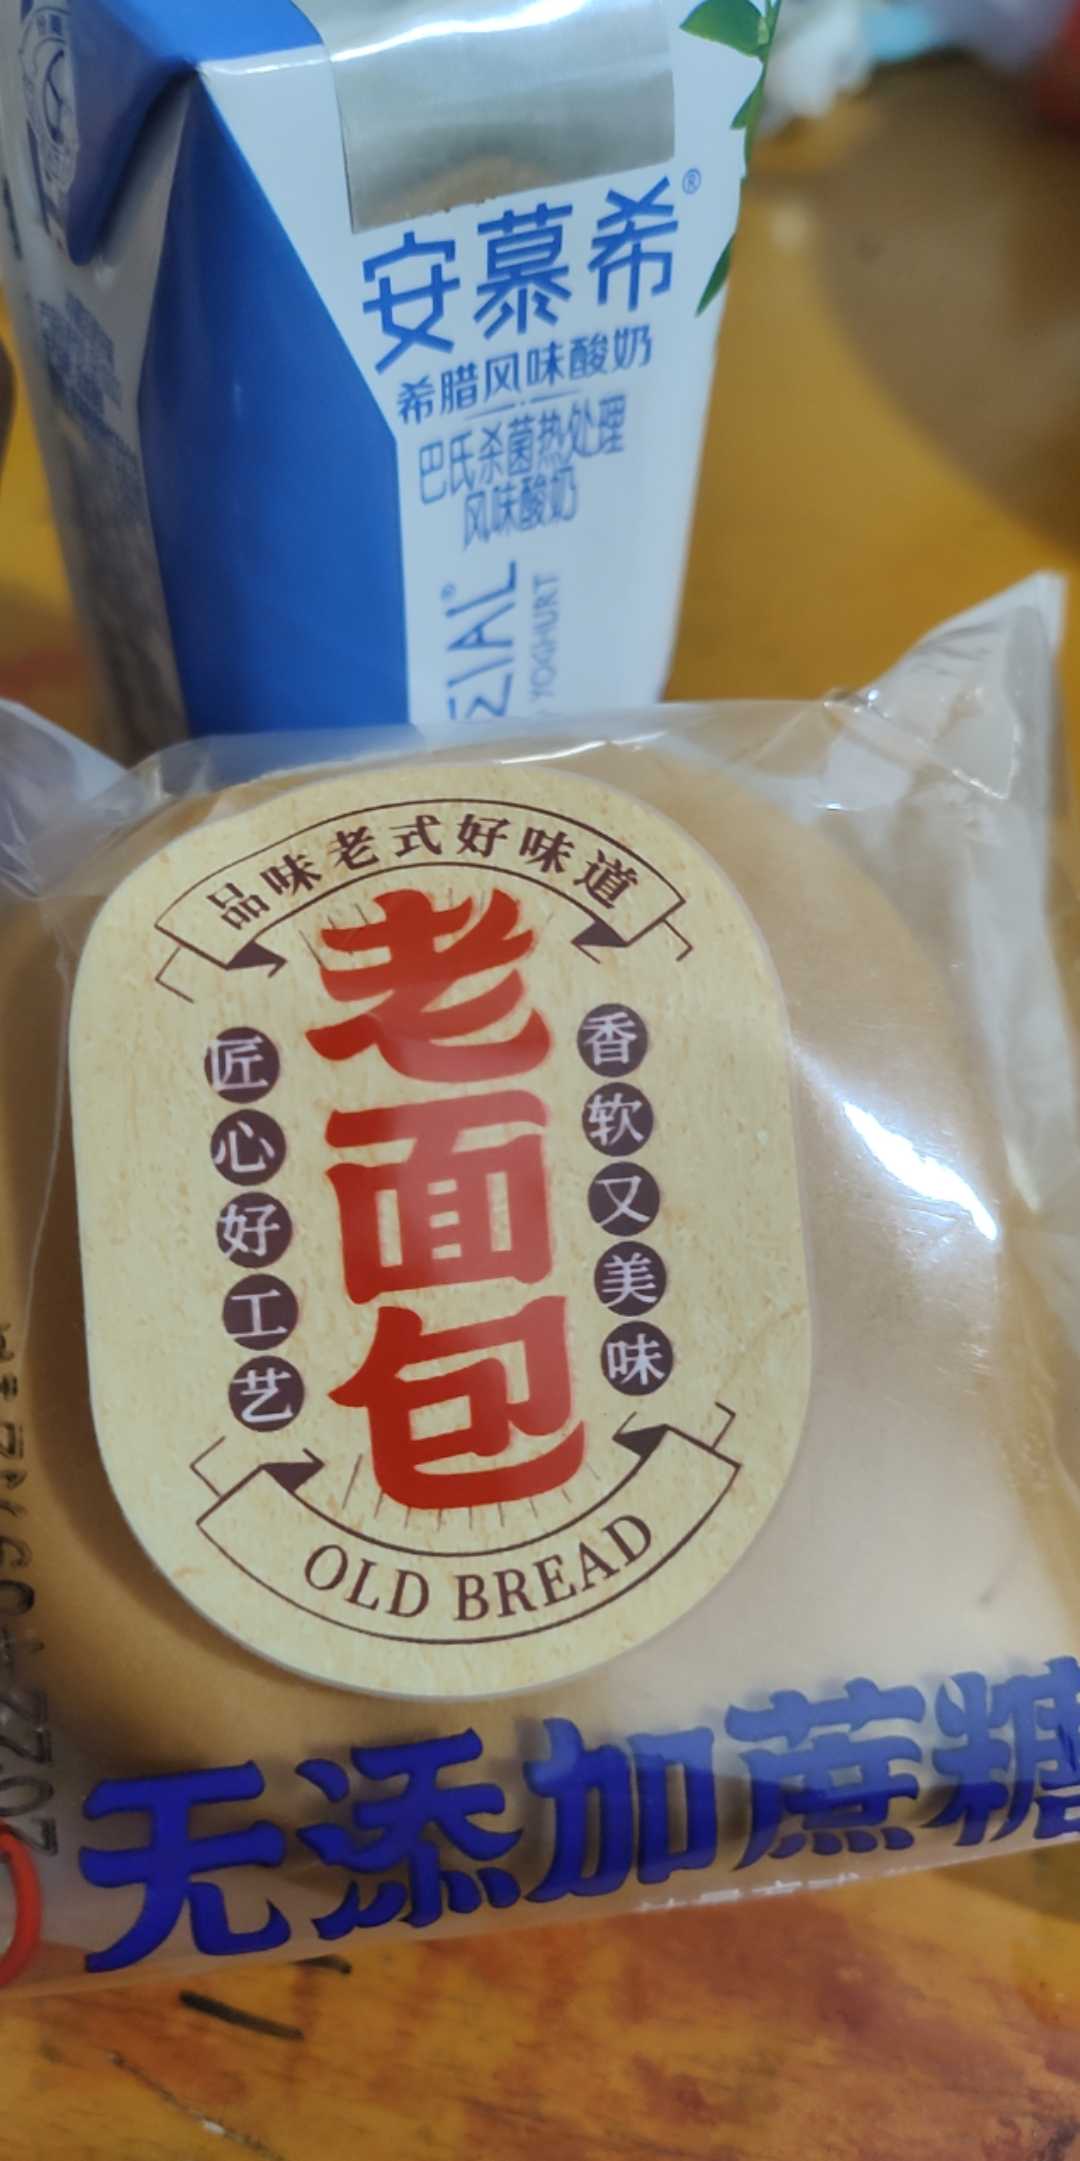 安慕希®
希腊风味酸奶
巴氏杀菌热处理
风味酸奶
YOGHURT
品味老式好味道
老面包
匠心好工艺
香软又美味
OLD BREAD
无添加蔗糖